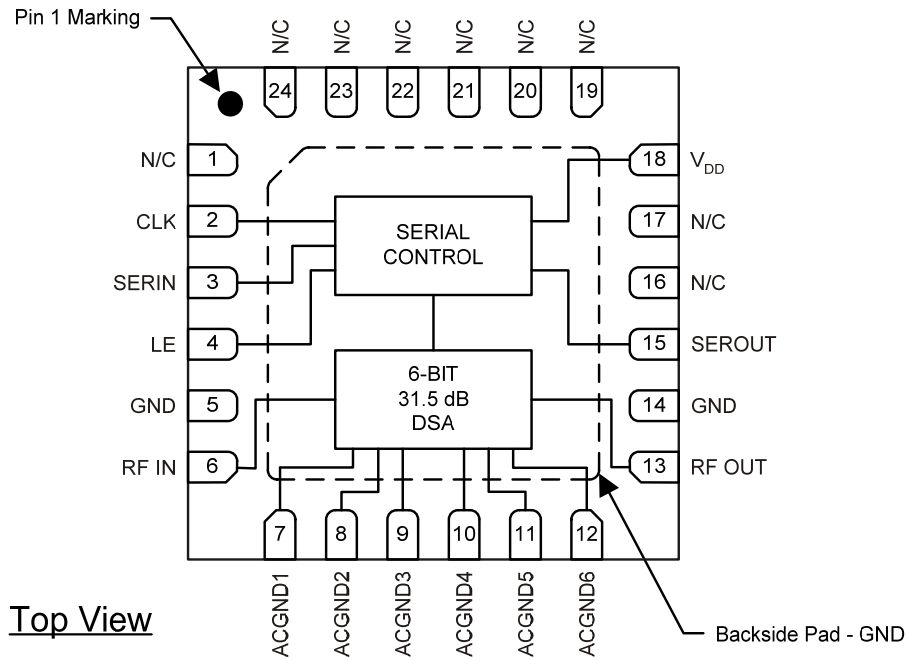 Pin 1 Marking
N/C N/C N/C N/C N/C N/C
24 23 22 21 20 19
N/C 1
18 VDD
CLK 2
17 N/C
SERIAL
CONTROL
SERIN 3
16 N/C
LE 4
15 SEROUT
6-BIT
31.5 dB
DSA
GND 5
14 GND
RF IN 6
13 RF OUT
7 8 9 10 11 12
ACGND1 ACGND2 ACGND3 ACGND4 ACGND5 ACGND6
Top View
Backside Pad - GND